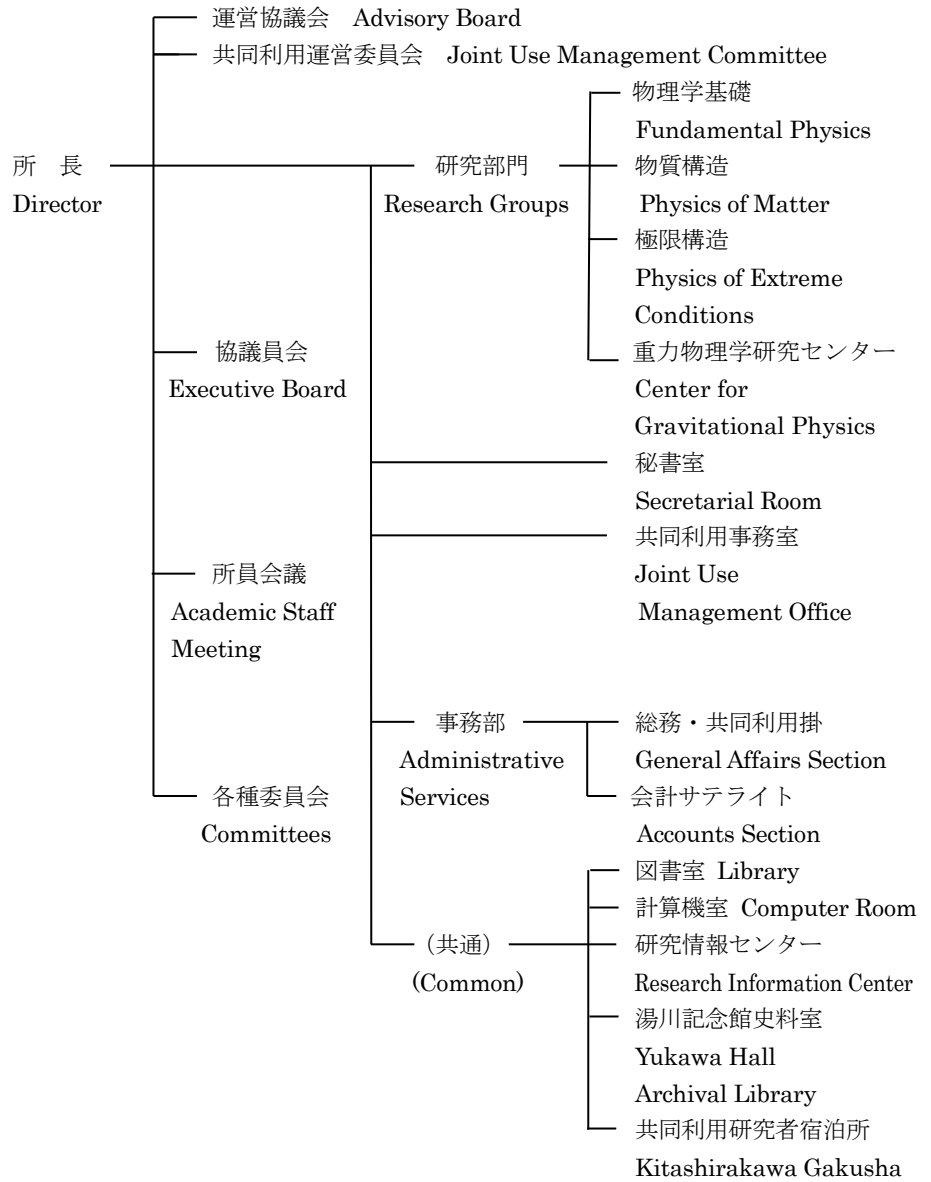 運営協議会 Advisory Board
共同利用運営委員会 Joint Use Management Committee
所 長
Director
研究部門
Research Groups
物理学基礎
Fundamental Physics
物質構造
Physics of Matter
極限構造
Physics of Extreme
Conditions
重力物理学研究センター
Center for
Gravitational Physics
協議員会
Executive Board
秘書室
Secretarial Room
共同利用事務室
Joint Use
Management Office
所員会議
Academic Staff
Meeting
事務部
Administrative
Services
総務・共同利用掛
General Affairs Section
会計サテライト
Accounts Section
各種委員会
Committees
(共通)
(Common)
図書室 Library
計算機室 Computer Room
研究情報センター
Research Information Center
湯川記念館史料室
Yukawa Hall
Archival Library
共同利用研究者宿泊所
Kitashirakawa Gakusha